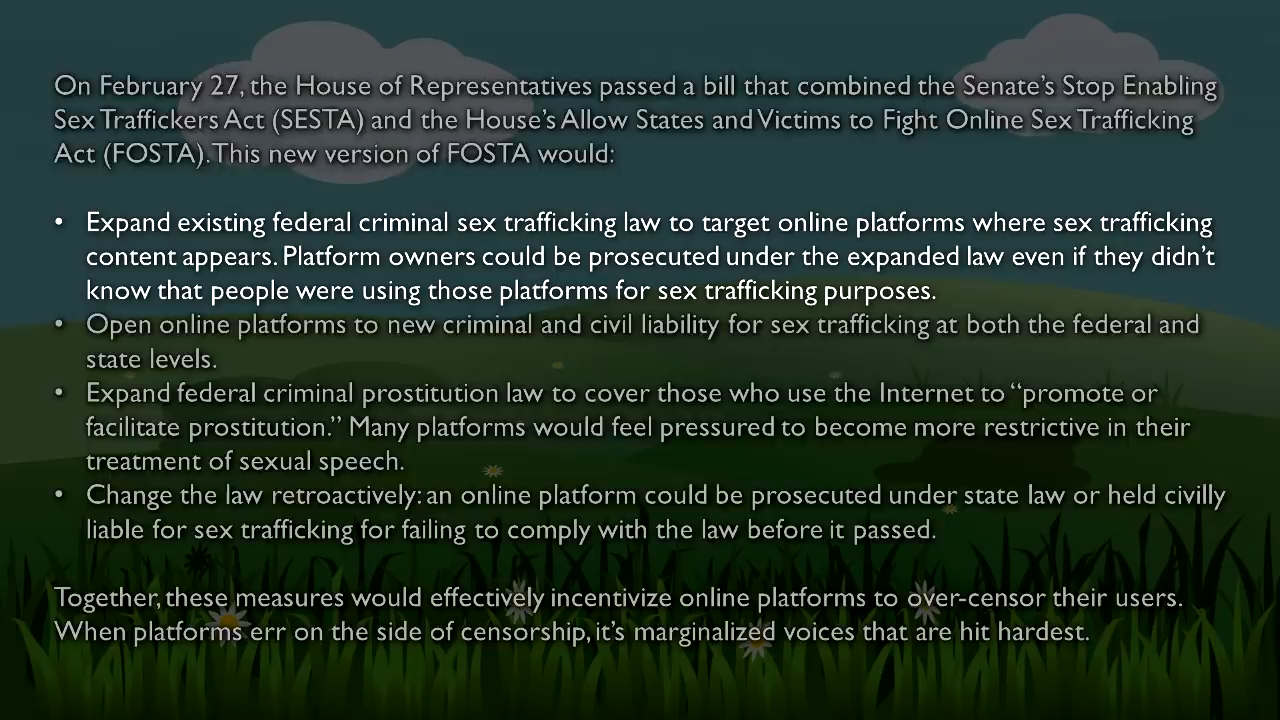 On February 27, the House of Representatives passed a bill that combined the Senate’s Stop Enabling
Sex Traffickers Act (SESTA) and the House’s Allow States and Victims to Fight Online Sex Trafficking
Act (FOSTA). This new version of FOSTA would:
• Expand existing federal criminal sex trafficking law to target online platforms where sex trafficking
content appears. Platform owners could be prosecuted under the expanded law even if they didn’t
know that people were using those platforms for sex trafficking purposes.
• Open online platforms to new criminal and civil liability for sex trafficking at both the federal and
state levels.
• Expand federal criminal prostitution law to cover those who use the Internet to “promote or
facilitate prostitution.” Many platforms would feel pressured to become more restrictive in their
treatment of sexual speech.
• Change the law retroactively: an online platform could be prosecuted under state law or held civilly
liable for sex trafficking for failing to comply with the law before it passed.
Together, these measures would effectively incentivize online platforms to over-censor their users.
When platforms err on the side of censorship, it’s marginalized voices that are hit hardest.